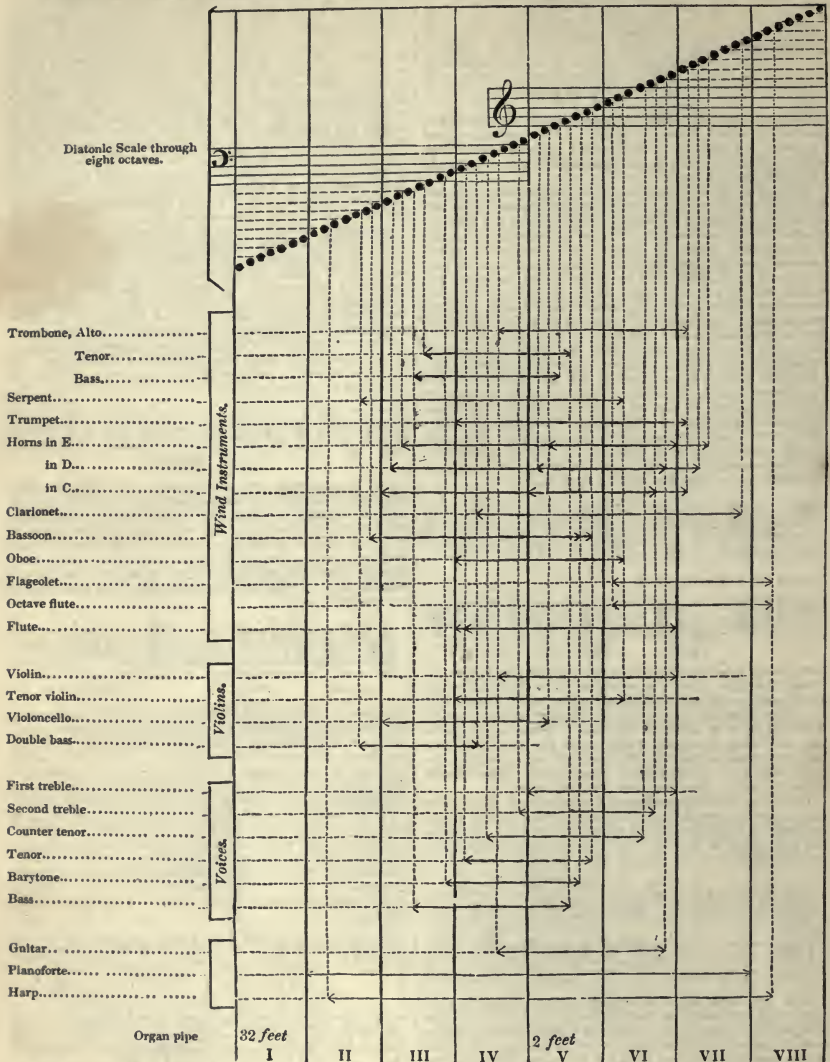 Diatonic Scale through
eight octaves.
Trombone, Alto
Tenor
Bass
Serpent
Trumpet
Horns in E
in D
in C
Clarionet
Bassoon
Oboe
Flageolet
Octave flute
Flute
Wind Instruments.
Violin
Tenor violin
Violoncello
Double bass
Violins.
First treble
Second treble
Counter tenor
Tenor
Barytone
Bass
Voices.
Guitar
Pianoforte
Harp
Organ pipe 32 feet 2 feet
I II III IV V VI VII VIII